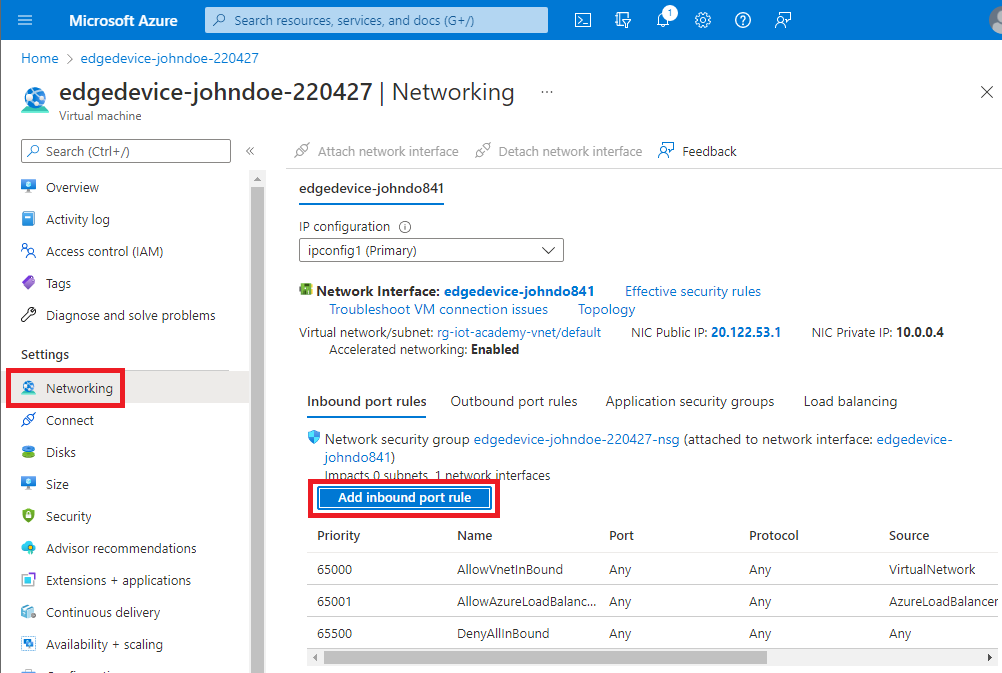 Microsoft Azure
Search resources, services, and docs (G+/)
1
Home > edgedevice-johndoe-220427
edgedevice-johndoe-220427 | Networking ...
Virtual machine
Search (Ctrl+/)
«
Overview
Activity log
Access control (IAM)
Tags
Diagnose and solve problems
Settings
Networking
Connect
Disks
Size
Security
Advisor recommendations
Extensions + applications
Continuous delivery
Availability + scaling
Attach network interface Detach network interface Feedback
edgedevice-johndo841
IP configuration
ipconfig1 (Primary)
Network Interface: edgedevice-johndo841 Effective security rules
Troubleshoot VM connection issues Topology
Virtual network/subnet: rg-iot-academy-vnet/default NIC Public IP: 20.122.53.1 NIC Private IP: 10.0.0.4
Accelerated networking: Enabled
Inbound port rules Outbound port rules Application security groups Load balancing
Network security group edgedevice-johndoe-220427-nsg (attached to network interface: edgedevice-
johndo841)
Impacts 0 subnets, 1 network interfaces
Add inbound port rule
Priority Name Port Protocol Source
65000 AllowVnetInBound Any Any VirtualNetwork
65001 AllowAzureLoadBalanc... Any Any AzureLoadBalancer
65500 DenyAllInBound Any Any Any